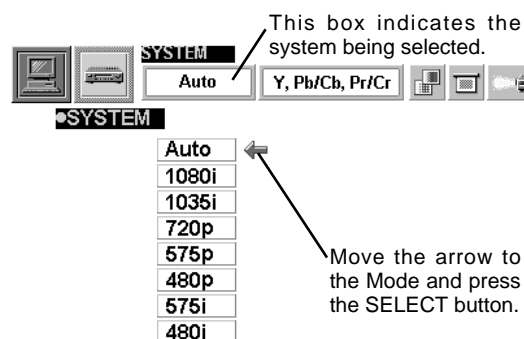 This box indicates the
system being selected.
SYSTEM
Auto
Y, Pb/Cb, Pr/Cr
●SYSTEM
Auto
1080i
1035i
720p
575p
480p
575i
480i
Move the arrow to
the Mode and press
the SELECT button.